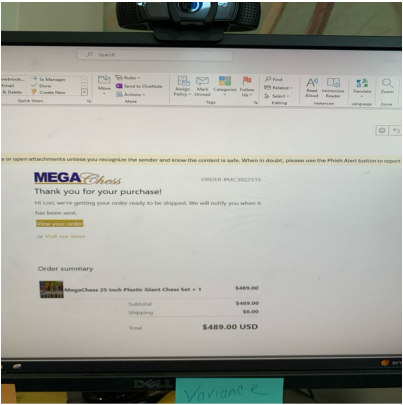 Search
To Manager
Email
Done
& Delete
Create New
Quick Steps
Move
Rules
Send to OneNote
Actions
Move
Assign Policy
Mark Unread
Categorize
Follow Up
Tags
Find
Related
Select
Editing
Read Aloud
Immersive Reader
Immersive
Translate
Language
Zoom
Zoom
s or open attachments unless you recognize the sender and know the content is safe. When in doubt, please use the Phish Alert button to report
MEGA Chess
Thank you for your purchase!
Hi Lori, we're getting your order ready to be shipped. We will notify you when it
has been sent.
View your order
or Visit our store
Order summary
MegaChess 25 Inch Plastic Giant Chess Set × 1 $489.00
Subtotal $489.00
Shipping $0.00
Total $489.00 USD
DELL
Variance